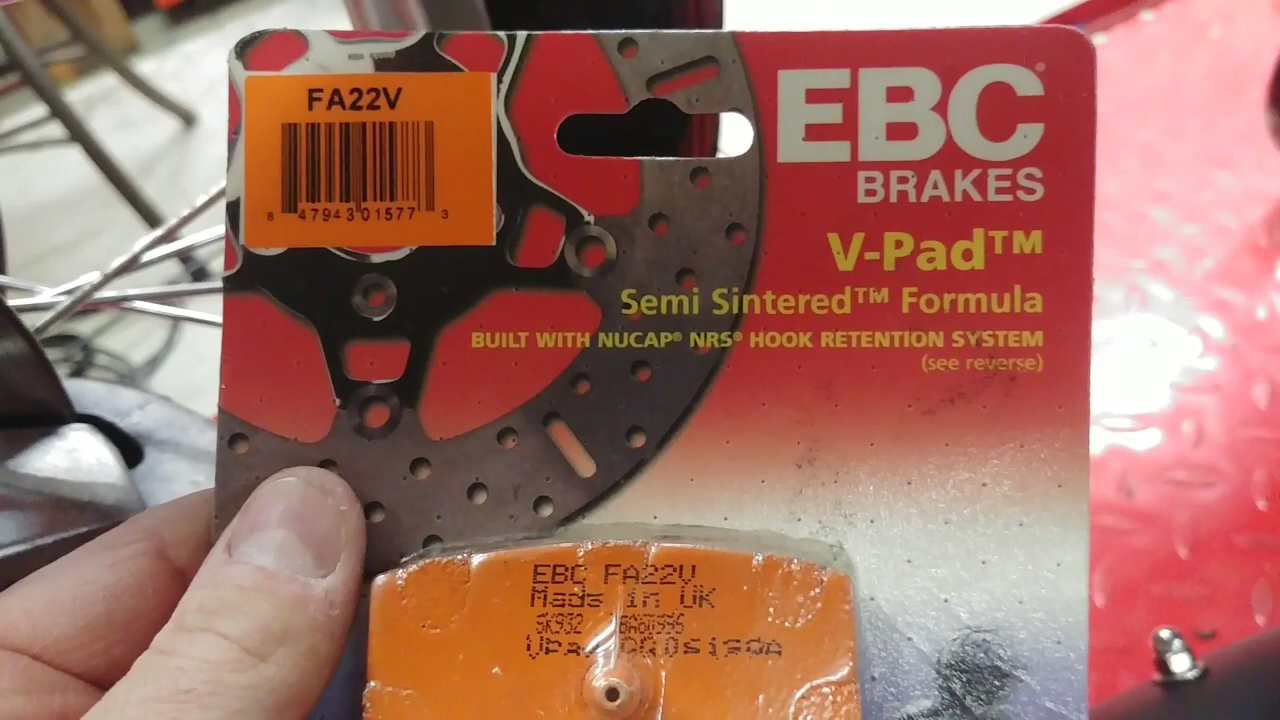 FA22V
8 47943 01577 3
EBC
BRAKES
V-Pad™
Semi Sintered™ Formula
BUILT WITH NUCAP® NRS® HOOK RETENTION SYSTEM
(see reverse)
EBC FA22V
Made in UK